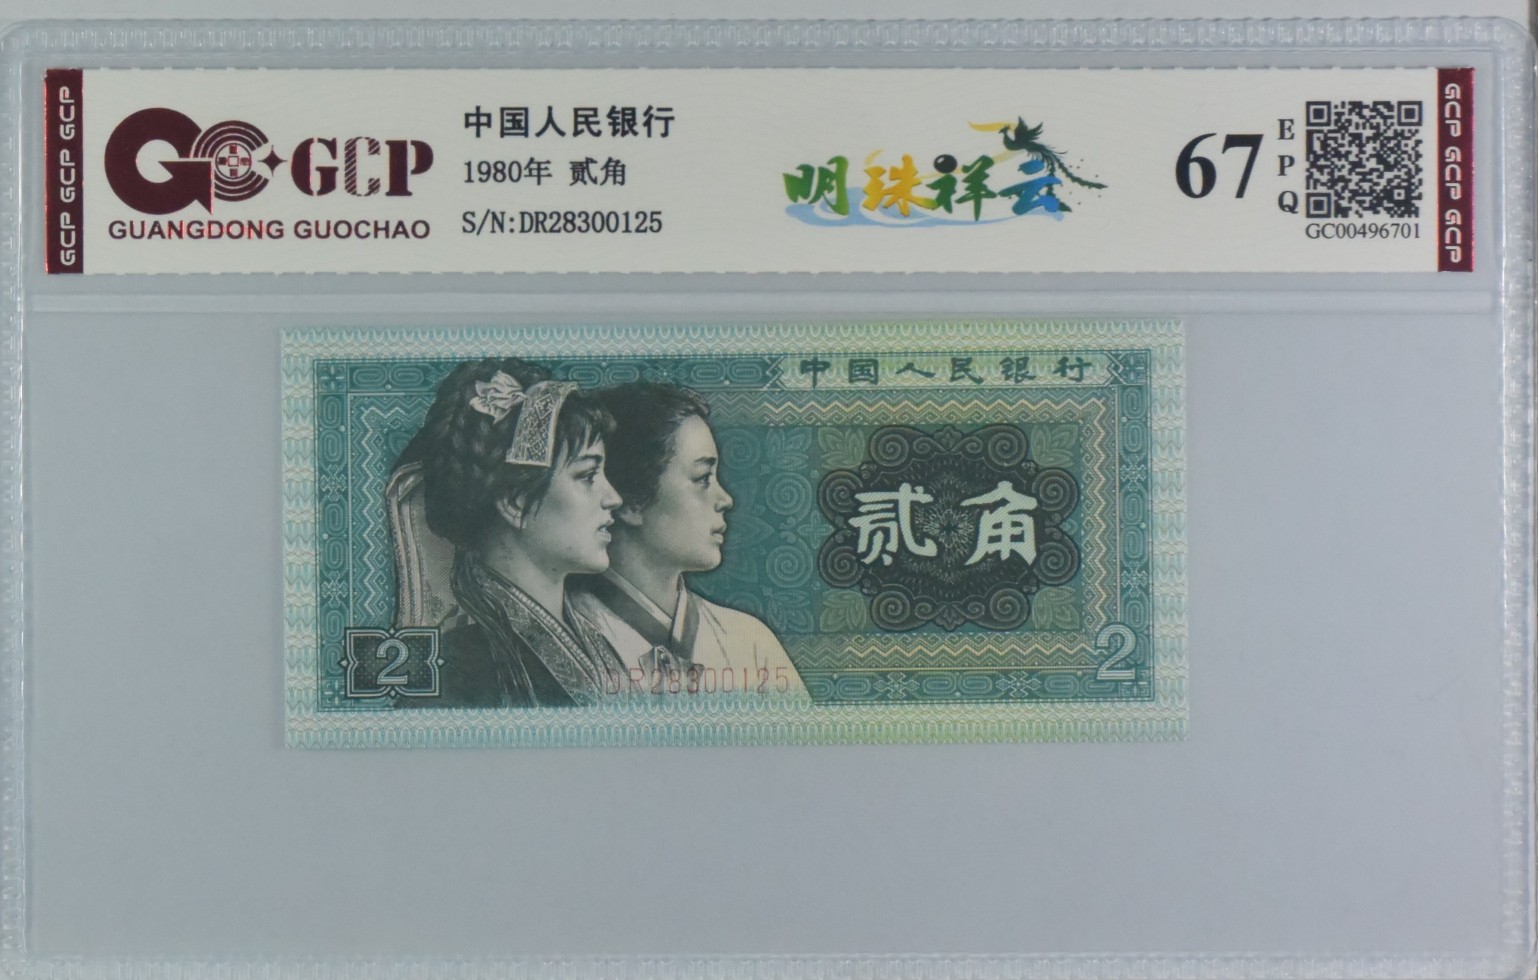 GCP GCP GCP
GCP
GUANGDONG GUOCHAO
中国人民银行
1980年 贰角
S/N:DR28300125
明珠祥云
67
EPQ
GC00496701
GCP GCP GCP GCP
中国人民银行
贰角
2
2
DR28300125